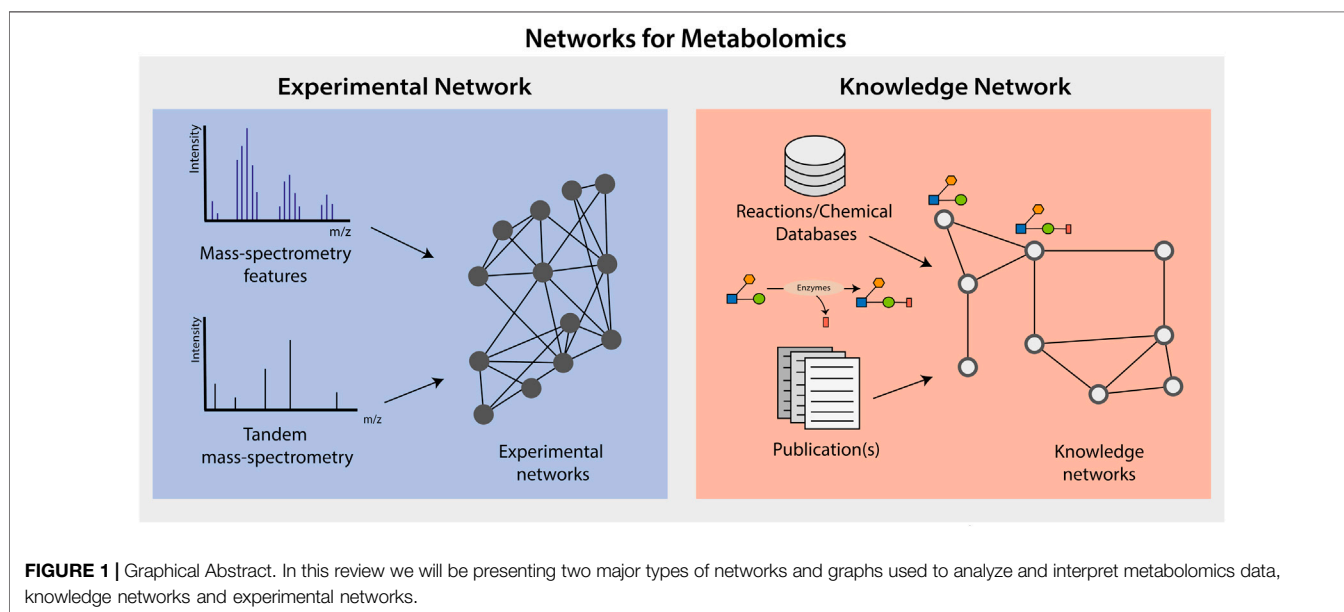 Networks for Metabolomics
Experimental Network
Intensity
m/z
Mass-spectrometry
features
Intensity
m/z
Tandem
mass-spectrometry
Experimental
networks
Knowledge Network
Reactions/Chemical
Databases
Enzymes
Publication(s)
Knowledge
networks
FIGURE 1 | Graphical Abstract. In this review we will be presenting two major types of networks and graphs used to analyze and interpret metabolomics data,
knowledge networks and experimental networks.